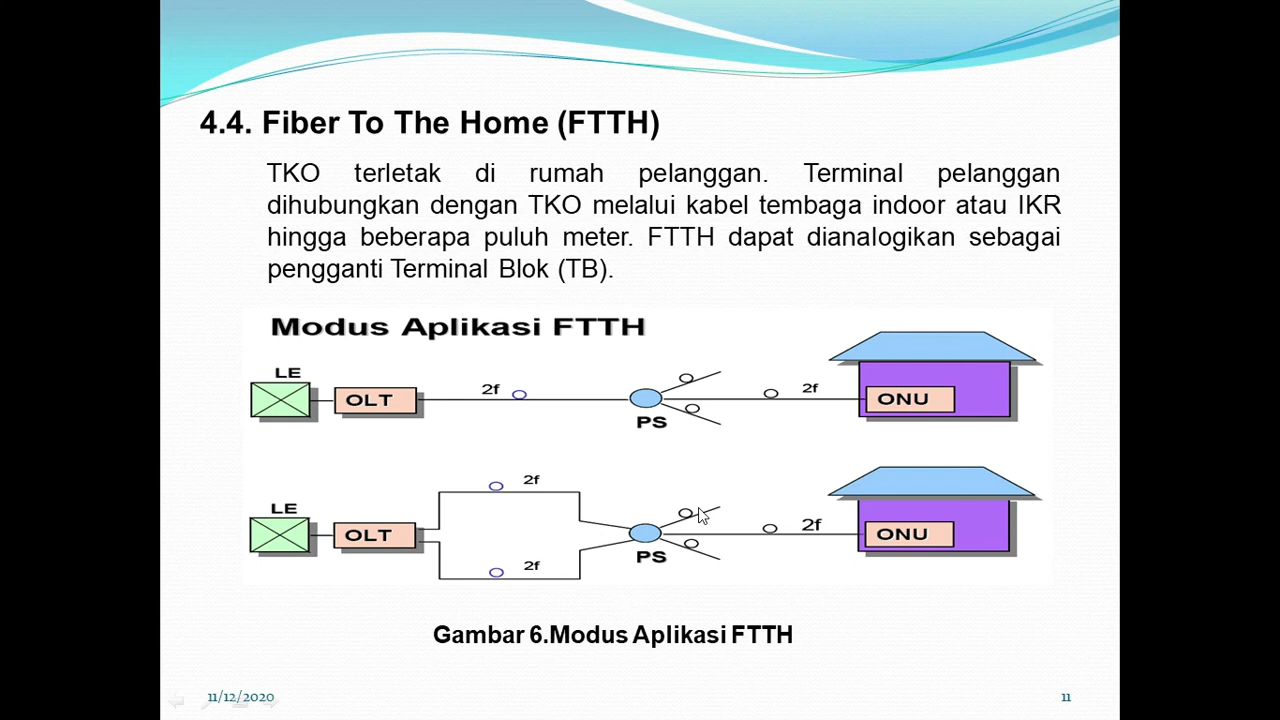 4.4. Fiber To The Home (FTTH)
TKO terletak di rumah pelanggan. Terminal pelanggan
dihubungkan dengan TKO melalui kabel tembaga indoor atau IKR
hingga beberapa puluh meter. FTTH dapat dianalogikan sebagai
pengganti Terminal Blok (TB).
Modus Aplikasi FTTH
LE
OLT
2f
PS
2f
ONU
LE
OLT
2f
2f
PS
2f
ONU
Gambar 6.Modus Aplikasi FTTH
11/12/2020
11